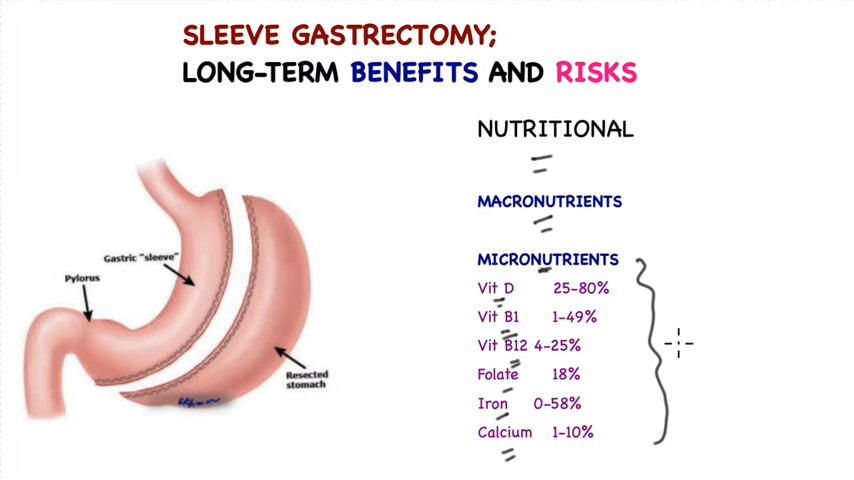 SLEEVE GASTRECTOMY;
LONG-TERM BENEFITS AND RISKS
NUTRITIONAL
MACRONUTRIENTS
MICRONUTRIENTS
Vit D 25-80%
Vit B1 1-49%
Vit B12 4-25%
Folate 18%
Iron 0-58%
Calcium 1-10%
Gastric "sleeve"
Pylorus
Resected
stomach